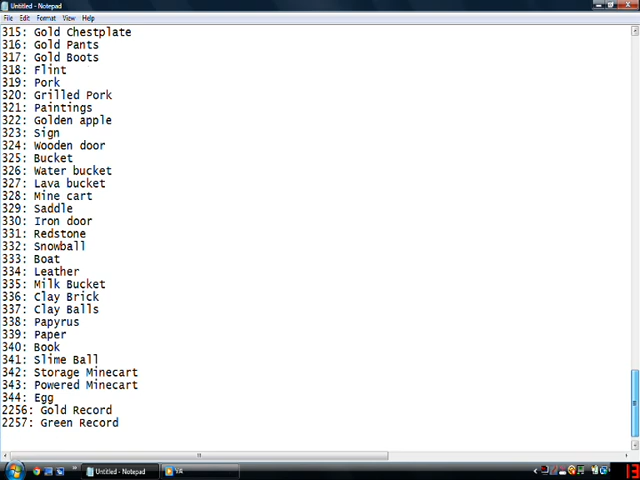 Untitled - Notepad
File Edit Format View Help
315: Gold Chestplate
316: Gold Pants
317: Gold Boots
318: Flint
319: Pork
320: Grilled Pork
321: Paintings
322: Golden apple
323: Sign
324: Wooden door
325: Bucket
326: Water bucket
327: Lava bucket
328: Mine cart
329: Saddle
330: Iron door
331: Redstone
332: Snowball
333: Boat
334: Leather
335: Milk Bucket
336: Clay Brick
337: Clay Balls
338: Papyrus
339: Paper
340: Book
341: Slime Ball
342: Storage Minecart
343: Powered Minecart
344: Egg
2256: Gold Record
2257: Green Record
Untitled - Notepad
13